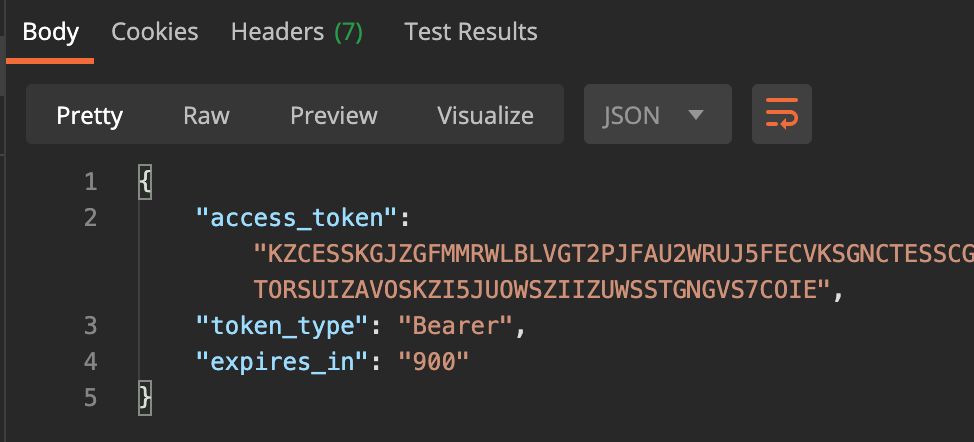 Body Cookies Headers (7) Test Results
Pretty Raw Preview Visualize JSON
1 {
2 "access_token":
"KZCESSKGJZGFMMRWLBLVGT2PJFAU2WRUJ5FECVKSGNCTESSCG
TORSUIZAVOSKZI5JUOWSZIIZUWSSTGNGVS7COIE",
3 "token_type": "Bearer",
4 "expires_in": "900"
5 }